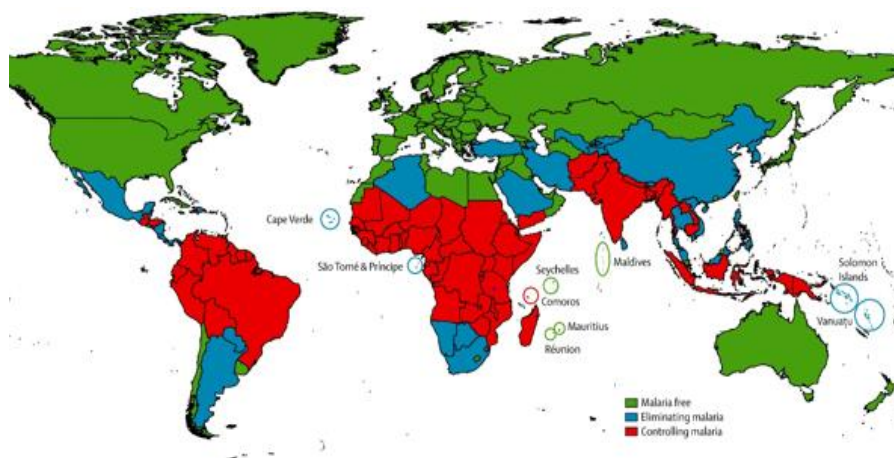 Cape Verde
São Tomé & Príncipe
Seychelles
Comoros
Mauritius
Réunion
Maldives
Solomon
Islands
Vanuatu
Malaria free
Eliminating malaria
Controlling malaria